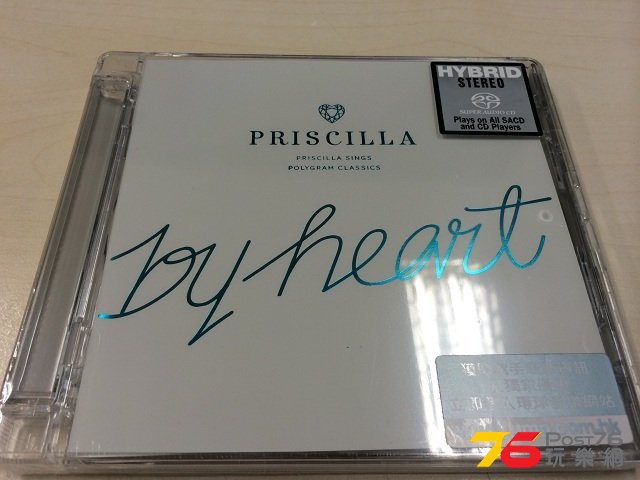 HYBRID
STEREO
SUPER AUDIO CD
Plays on All SACD
and CD Players
PRISCILLA
PRISCILLA SINGS
POLYGRAM CLASSICS
by heart
76 Post76
玩樂網